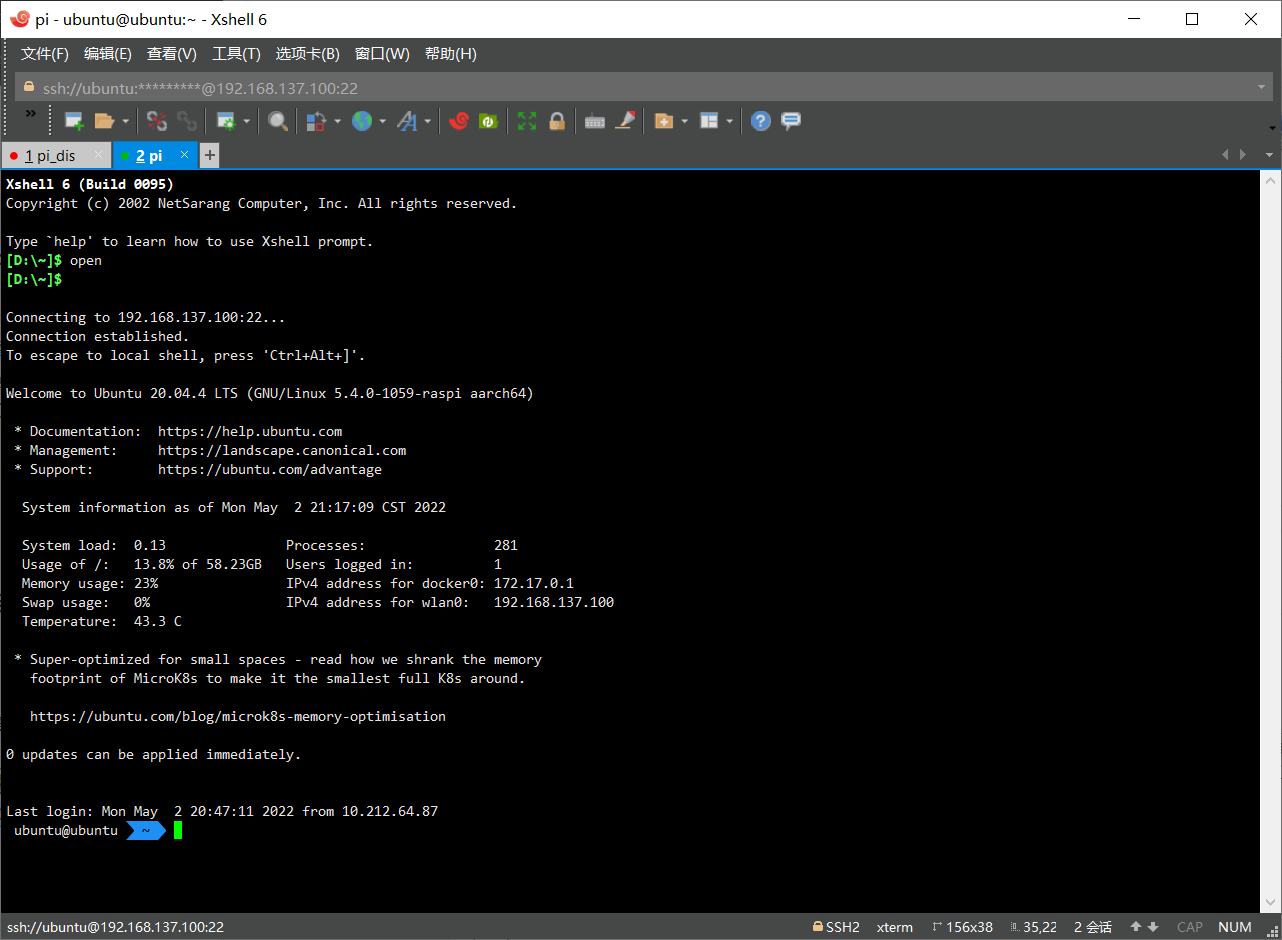 pi - ubuntu@ubuntu:~ - Xshell 6
文件(F) 编辑(E) 查看(V) 工具(T) 选项卡(B) 窗口(W) 帮助(H)
ssh://ubuntu:*********@192.168.137.100:22
1 pi_dis × 2 pi × +
Xshell 6 (Build 0095)
Copyright (c) 2002 NetSarang Computer, Inc. All rights reserved.
Type `help' to learn how to use Xshell prompt.
[D:\~]$ open
[D:\~]$
Connecting to 192.168.137.100:22...
Connection established.
To escape to local shell, press 'Ctrl+Alt+]'.
Welcome to Ubuntu 20.04.4 LTS (GNU/Linux 5.4.0-1059-raspi aarch64)
* Documentation:  https://help.ubuntu.com
* Management:     https://landscape.canonical.com
* Support:        https://ubuntu.com/advantage
System information as of Mon May  2 21:17:09 CST 2022
System load:  0.13               Processes:                281
Usage of /:   13.8% of 58.23GB   Users logged in:          1
Memory usage: 23%                IPv4 address for docker0: 172.17.0.1
Swap usage:   0%                 IPv4 address for wlan0:   192.168.137.100
Temperature:  43.3 C
* Super-optimized for small spaces - read how we shrank the memory
footprint of MicroK8s to make it the smallest full K8s around.
https://ubuntu.com/blog/microk8s-memory-optimisation
0 updates can be applied immediately.
Last login: Mon May  2 20:47:11 2022 from 10.212.64.87
ubuntu@ubuntu ~
ssh://ubuntu@192.168.137.100:22 SSH2 xterm 156x38 35,22 2 会话 CAP NUM